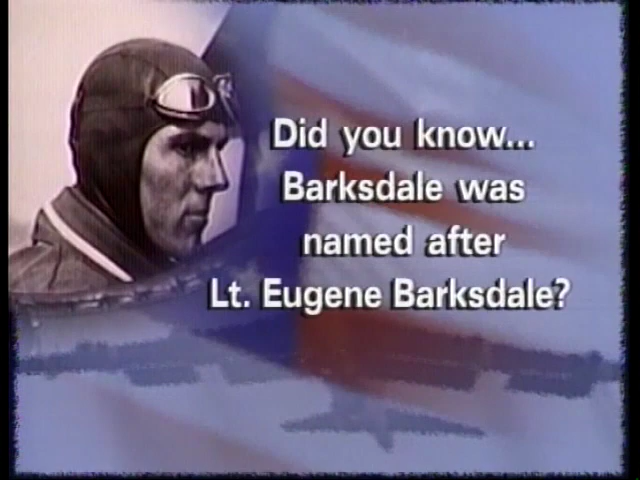 Did you know...
Barksdale was
named after
Lt. Eugene Barksdale?